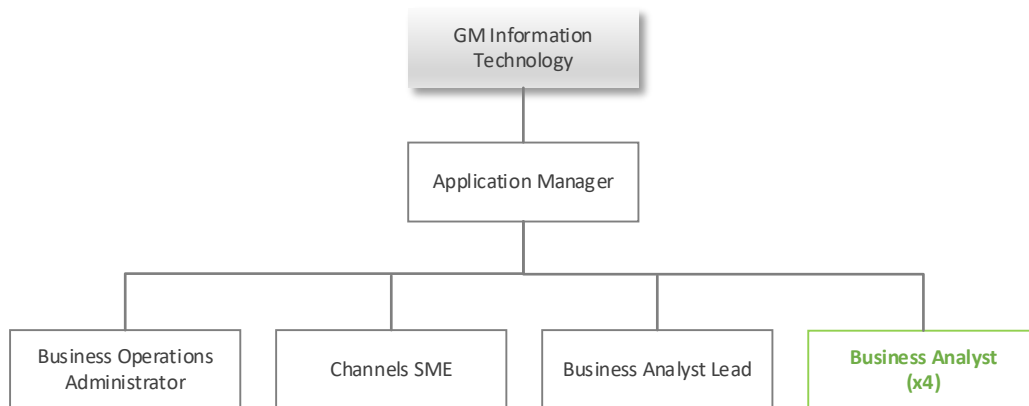 GM Information
Technology
Application Manager
Business Operations
Administrator
Channels SME
Business Analyst Lead
Business Analyst
(x4)